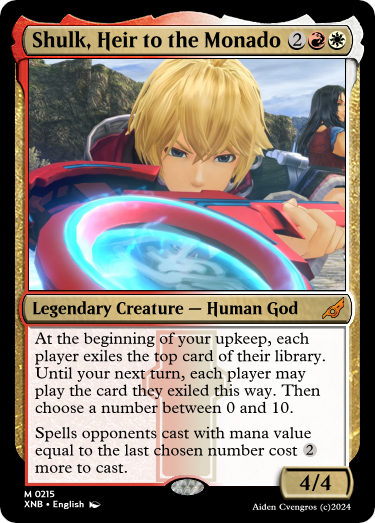 Shulk, Heir to the Monado 2
Legendary Creature — Human God
At the beginning of your upkeep, each
player exiles the top card of their library.
Until your next turn, each player may
play the card they exiled this way. Then
choose a number between 0 and 10.
Spells opponents cast with mana value
equal to the last chosen number cost 2
more to cast.
4/4
M 0215
XNB • English
Aiden Cvengros (c)2024